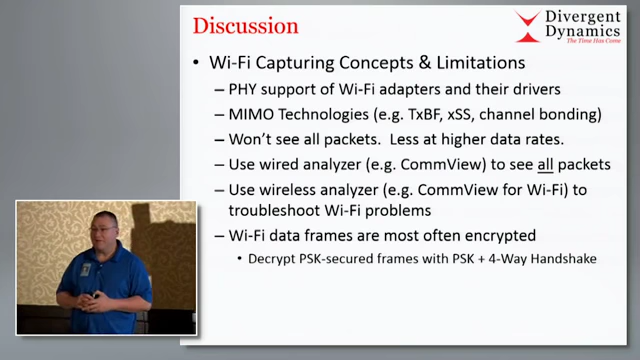 Discussion
Divergent
Dynamics
The Time Has Come
• Wi-Fi Capturing Concepts & Limitations
– PHY support of Wi-Fi adapters and their drivers
– MIMO Technologies (e.g. TxBF, xSS, channel bonding)
– Won't see all packets. Less at higher data rates.
– Use wired analyzer (e.g. CommView) to see all packets
– Use wireless analyzer (e.g. CommView for Wi-Fi) to
troubleshoot Wi-Fi problems
– Wi-Fi data frames are most often encrypted
• Decrypt PSK-secured frames with PSK + 4-Way Handshake